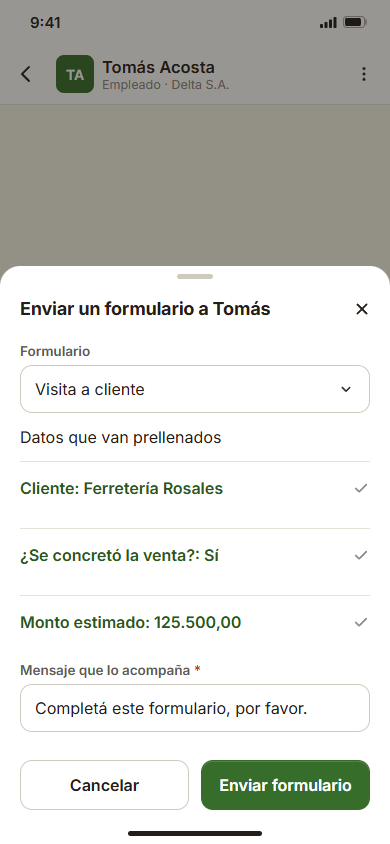 9:41
TA
Tomás Acosta
Empleado · Delta S.A.
Enviar un formulario a Tomás
Formulario
Visita a cliente
Datos que van prellenados
Cliente: Ferretería Rosales
¿Se concretó la venta?: Sí
Monto estimado: 125.500,00
Mensaje que lo acompaña *
Completá este formulario, por favor.
Cancelar
Enviar formulario